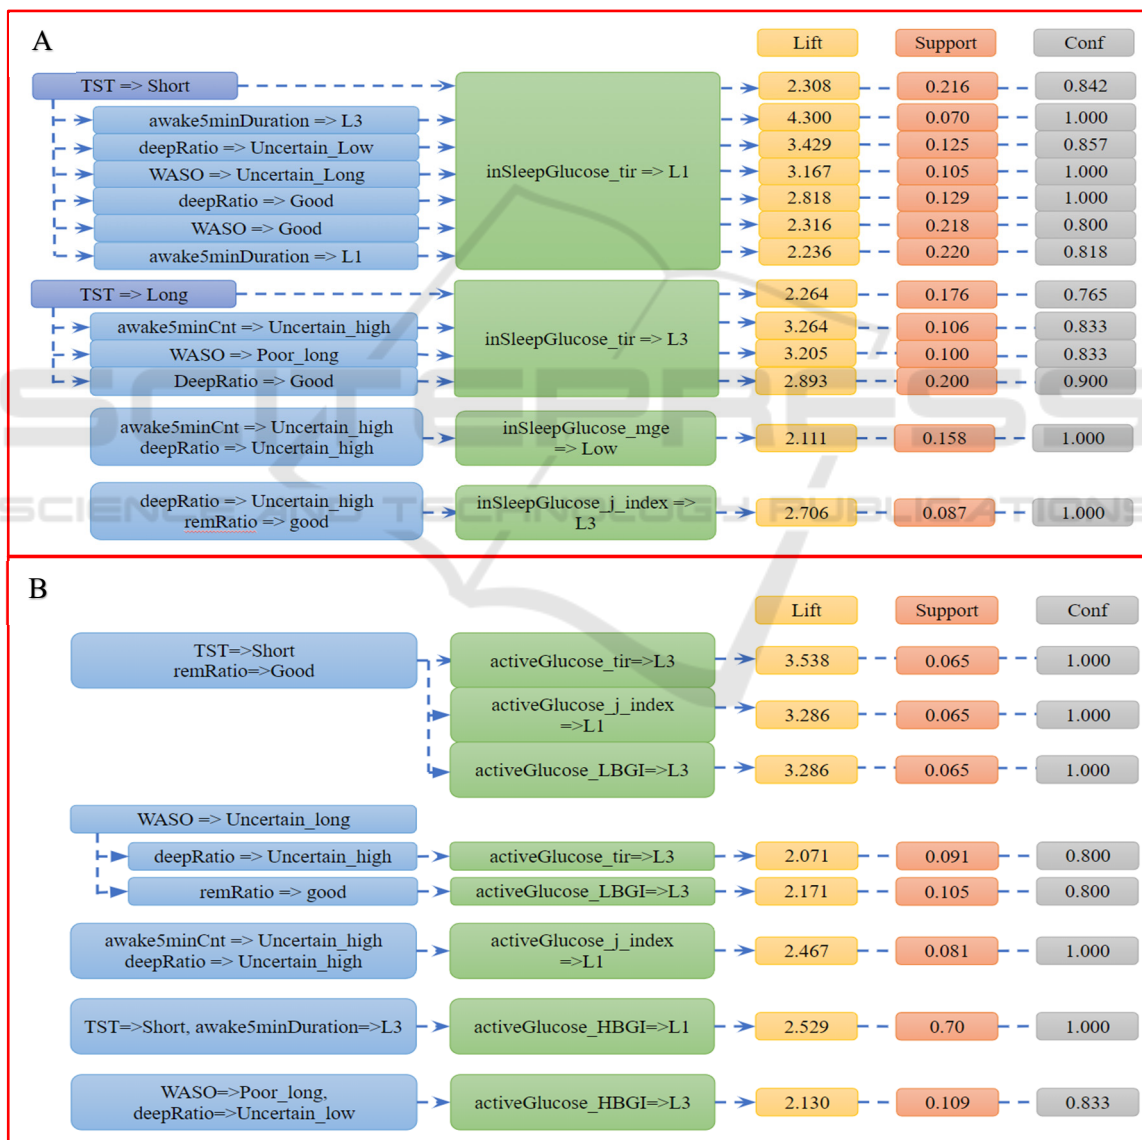 A
Lift Support Conf
TST => Short 2.308 0.216 0.842
awake5minDuration => L3 4.300 0.070 1.000
deepRatio => Uncertain_Low 3.429 0.125 0.857
WASO => Uncertain_Long inSleepGlucose_tir => L1 3.167 0.105 1.000
deepRatio => Good 2.818 0.129 1.000
WASO => Good 2.316 0.218 0.800
awake5minDuration => L1 2.236 0.220 0.818
TST => Long 2.264 0.176 0.765
awake5minCnt => Uncertain_high inSleepGlucose_tir => L3 3.264 0.106 0.833
WASO => Poor_long 3.205 0.100 0.833
DeepRatio => Good 2.893 0.200 0.900
SCITEPRESS
awake5minCnt => Uncertain_high
deepRatio => Uncertain_high
inSleepGlucose_mge
=> Low
2.111 0.158 1.000
SCIENCE AND TECHNOLOGY PUBLICATIONS
deepRatio => Uncertain_high
remRatio => good
inSleepGlucose_j_index =>
L3
2.706 0.087 1.000
B
Lift Support Conf
TST=>Short
remRatio=>Good
activeGlucose_tir=>L3 3.538 0.065 1.000
activeGlucose_j_index
=>L1
3.286 0.065 1.000
activeGlucose_LBGI=>L3 3.286 0.065 1.000
WASO => Uncertain_long
deepRatio => Uncertain_high activeGlucose_tir=>L3 2.071 0.091 0.800
remRatio => good activeGlucose_LBGI=>L3 2.171 0.105 0.800
awake5minCnt => Uncertain_high
deepRatio => Uncertain_high
activeGlucose_j_index
=>L1
2.467 0.081 1.000
TST=>Short, awake5minDuration=>L3 activeGlucose_HBGI=>L1 2.529 0.70 1.000
WASO=>Poor_long,
deepRatio=>Uncertain_low
activeGlucose_HBGI=>L3 2.130 0.109 0.833